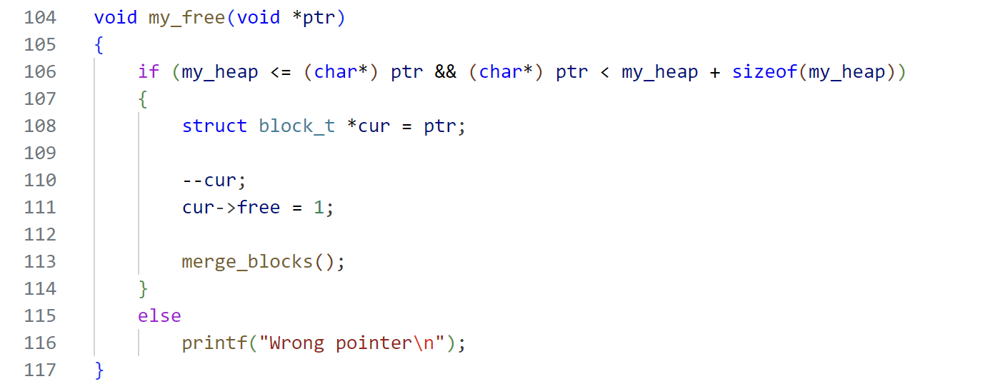 104 void my_free(void *ptr)
105 {
106     if (my_heap <= (char*) ptr && (char*) ptr < my_heap + sizeof(my_heap))
107     {
108         struct block_t *cur = ptr;
109
110         --cur;
111         cur->free = 1;
112
113         merge_blocks();
114     }
115     else
116         printf("Wrong pointer\n");
117 }